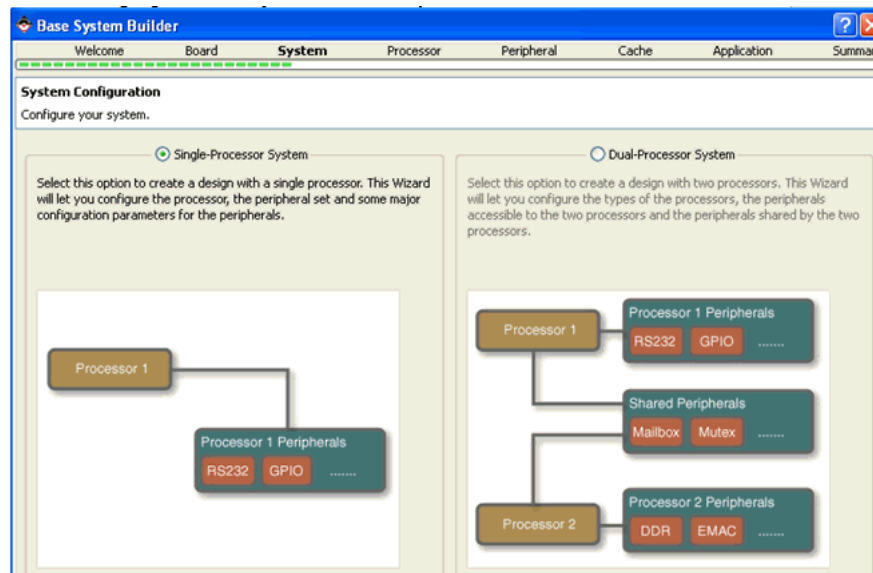 Base System Builder
Welcome Board System Processor Peripheral Cache Application Summar
System Configuration
Configure your system.
Single-Processor System
Select this option to create a design with a single processor. This Wizard
will let you configure the processor, the peripheral set and some major
configuration parameters for the peripherals.
Processor 1
Processor 1 Peripherals
RS232 GPIO .......
Dual-Processor System
Select this option to create a design with two processors. This Wizard
will let you configure the types of the processors, the peripherals
accessible to the two processors and the peripherals shared by the two
processors.
Processor 1
Processor 1 Peripherals
RS232 GPIO .......
Shared Peripherals
Mailbox Mutex .......
Processor 2
Processor 2 Peripherals
DDR EMAC .......